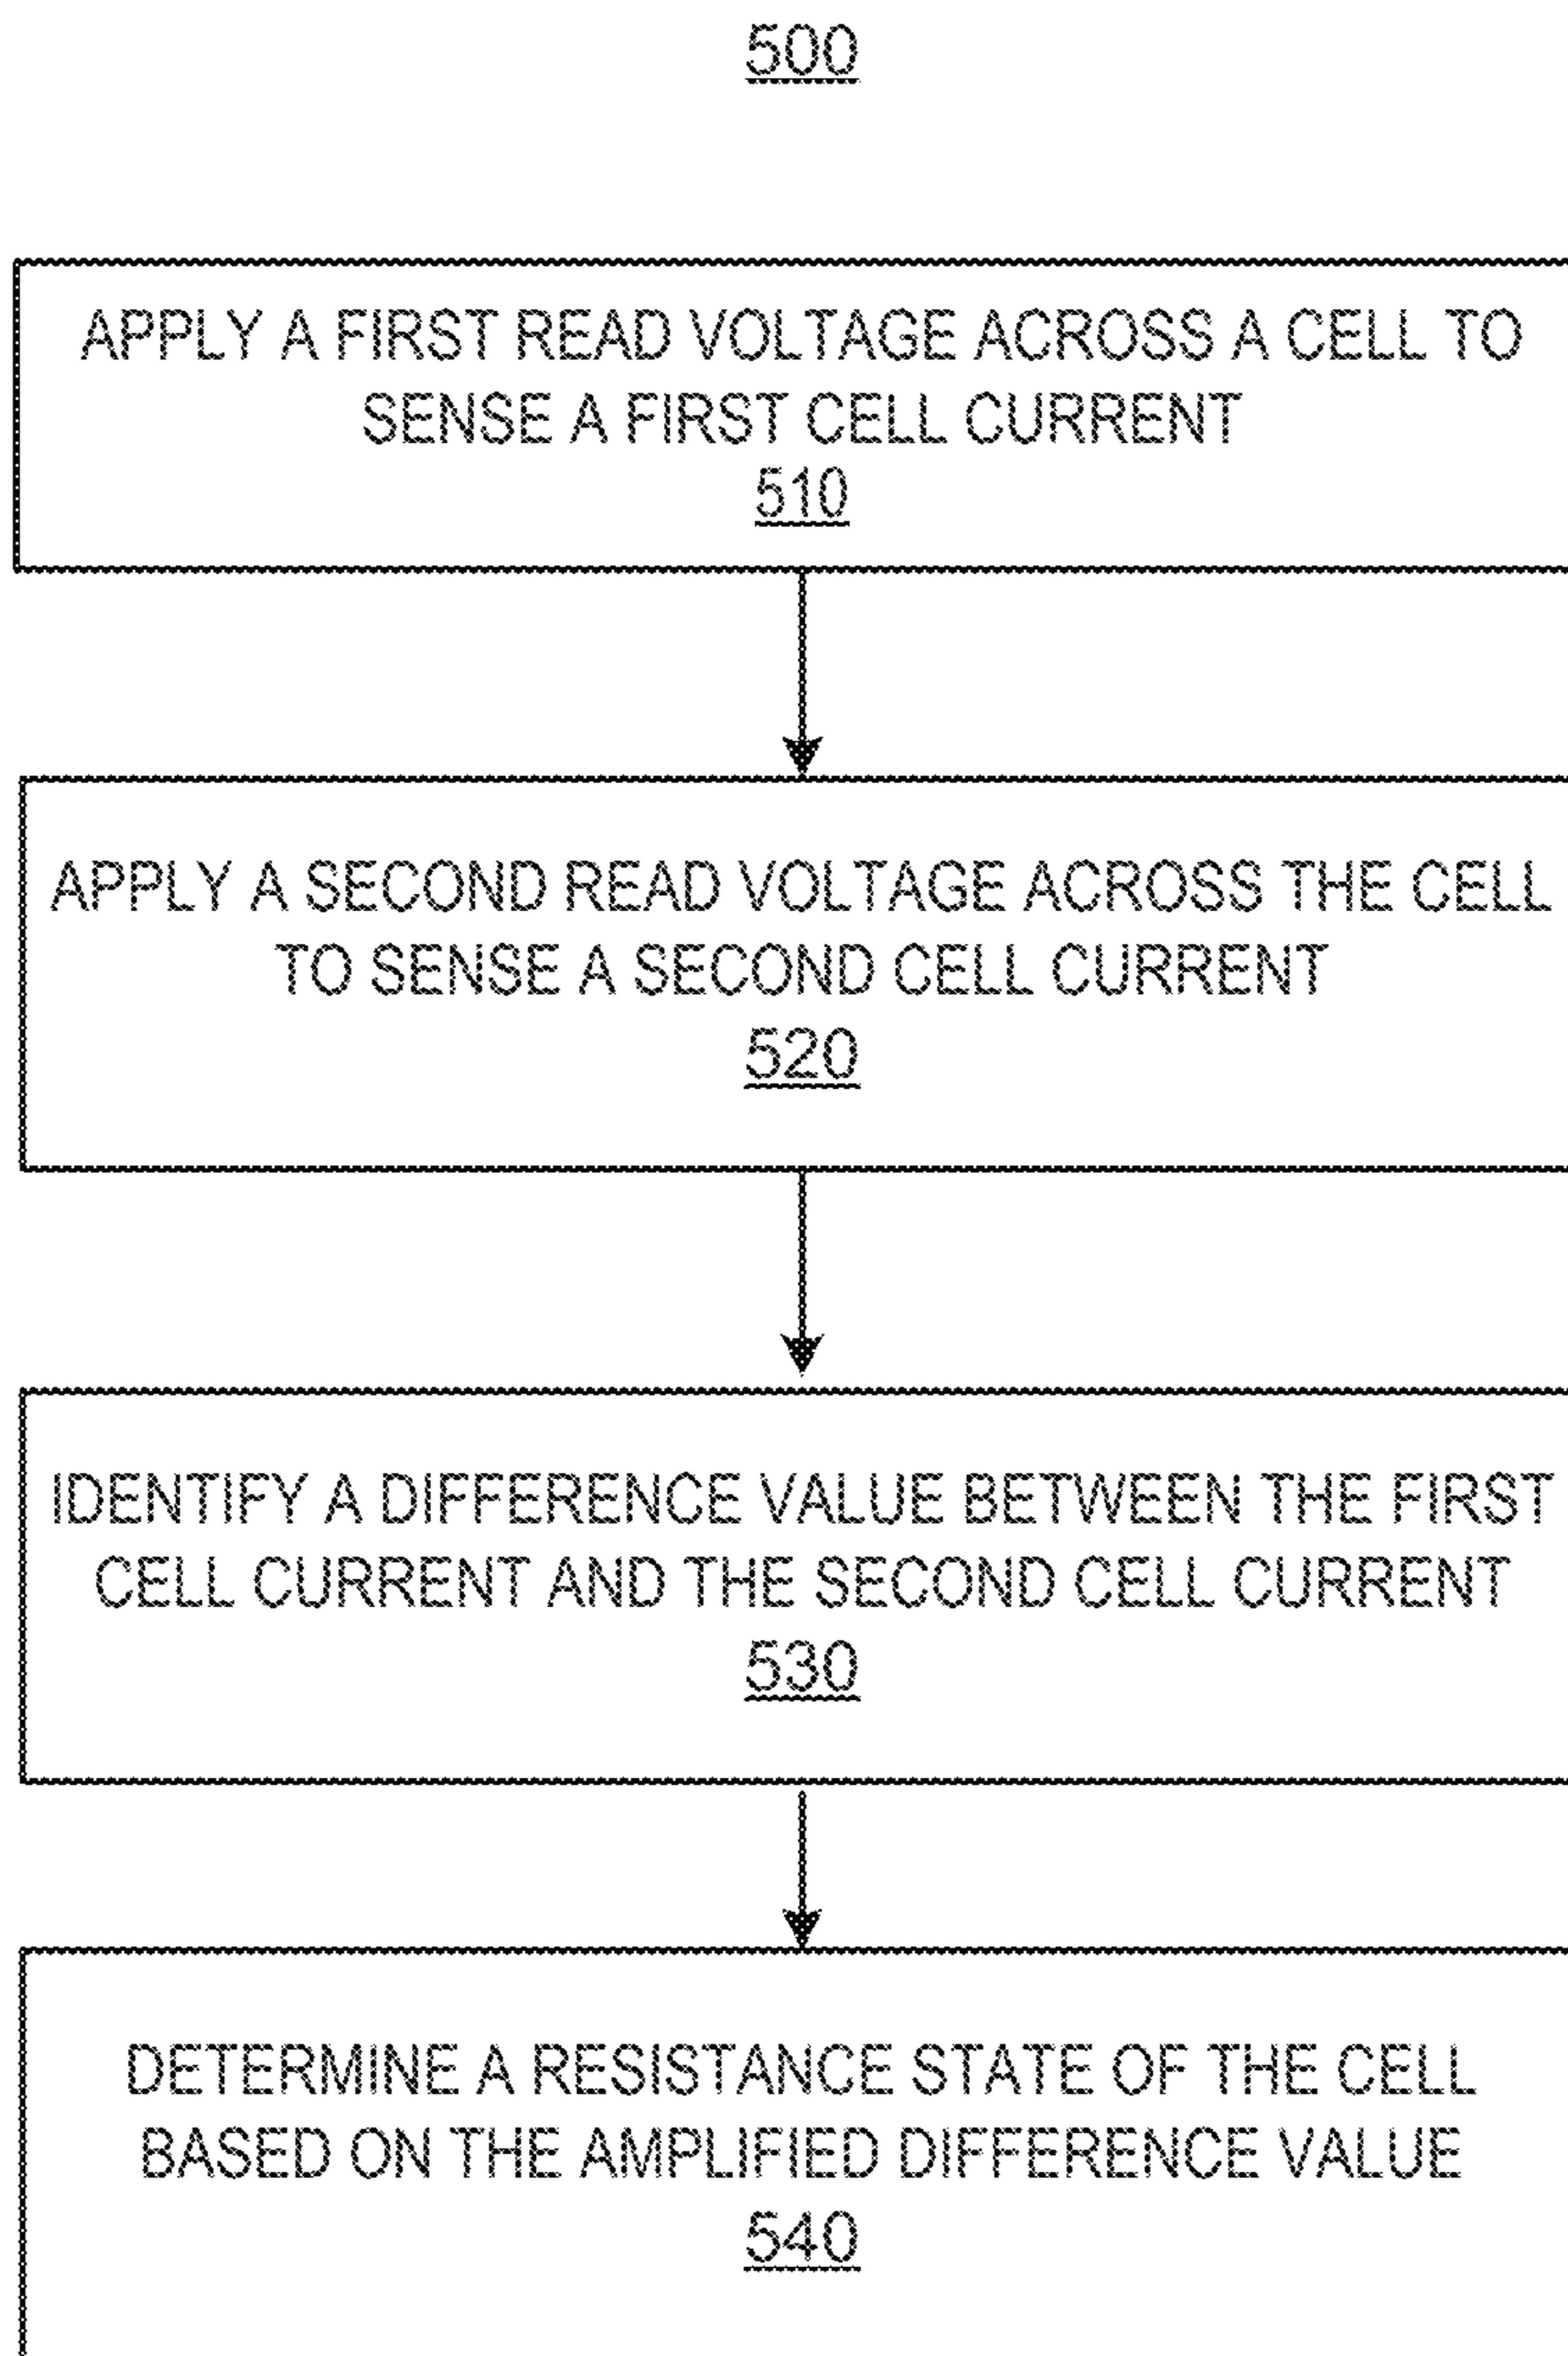 500
APPLY A FIRST READ VOLTAGE ACROSS A CELL TO
SENSE A FIRST CELL CURRENT
510
APPLY A SECOND READ VOLTAGE ACROSS THE CELL
TO SENSE A SECOND CELL CURRENT
520
IDENTIFY A DIFFERENCE VALUE BETWEEN THE FIRST
CELL CURRENT AND THE SECOND CELL CURRENT
530
DETERMINE A RESISTANCE STATE OF THE CELL
BASED ON THE AMPLIFIED DIFFERENCE VALUE
540